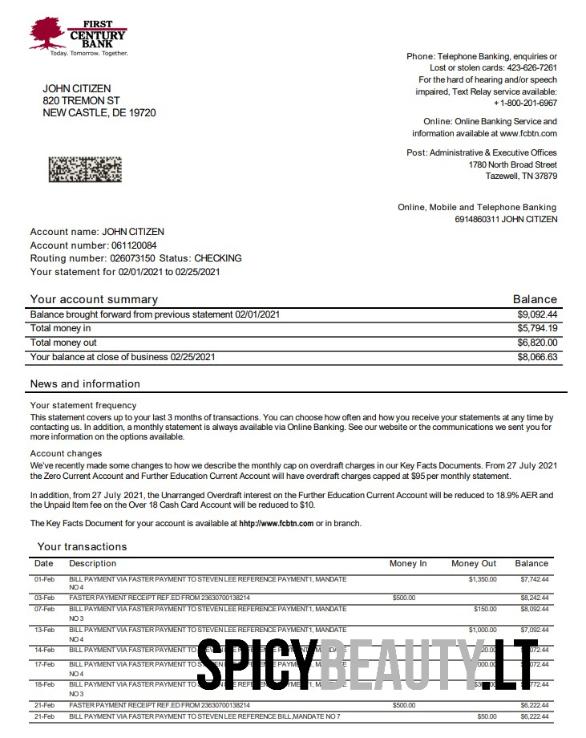 FIRST
CENTURY
BANK
Today. Tomorrow. Together.
Phone: Telephone Banking, enquiries or
Lost or stolen cards: 423-626-7261
For the hard of hearing and/or speech
impaired, Text Relay service available:
+1-800-201-6967
JOHN CITIZEN
820 TREMON ST
NEW CASTLE, DE 19720
Online: Online Banking Service and
information available at www.fcbtn.com
Post: Administrative & Executive Offices
1780 North Broad Street
Tazewell, TN 37879
Online, Mobile and Telephone Banking
6914860311 JOHN CITIZEN
Account name: JOHN CITIZEN
Account number: 061120084
Routing number: 026073150 Status: CHECKING
Your statement for 02/01/2021 to 02/25/2021
Your account summary Balance
Balance brought forward from previous statement 02/01/2021 $9,092.44
Total money in $5,794.19
Total money out $6,820.00
Your balance at close of business 02/25/2021 $8,066.63
News and information
Your statement frequency
This statement covers up to your last 3 months of transactions. You can choose how often and how you receive your statements at any time by
contacting us. In addition, a monthly statement is always available via Online Banking. See our website or the communications we sent you for
more information on the options available.
Account changes
We've recently made some changes to how we describe the monthly cap on overdraft charges in our Key Facts Documents. From 27 July 2021
the Zero Current Account and Further Education Current Account will have overdraft charges capped at $95 per monthly statement.
In addition, from 27 July 2021, the Unarranged Overdraft interest on the Further Education Current Account will be reduced to 18.9% AER and
the Unpaid Item fee on the Over 18 Cash Card Account will be reduced to $10.
The Key Facts Document for your account is available at hhtp://www.fcbtn.com or in branch.
Your transactions
Date Description Money In Money Out Balance
01-Feb BILL PAYMENT VIA FASTER PAYMENT TO STEVEN LEE REFERENCE PAYMENT1, MANDATE $1,350.00 $7,742.44
NO 4
03-Feb FASTER PAYMENT RECEIPT REF.ED FROM 23630700138214 $500.00 $8,242.44
07-Feb BILL PAYMENT VIA FASTER PAYMENT TO STEVEN LEE REFERENCE PAYMENT1, MANDATE $150.00 $8,092.44
NO 3
13-Feb BILL PAYMENT VIA FASTER PAYMENT TO STEVEN LEE REFERENCE PAYMENT1, MANDATE $1,000.00 $7,092.44
NO 4
14-Feb BILL PAYMENT VIA FASTER PAYMENT TO
17-Feb BILL PAYMENT VIA FASTER PAYMENT TO
NO 4
18-Feb BILL PAYMENT VIA FASTER PAYMENT TO
NO 3
SPICYBEAUTY.LT
21-Feb FASTER PAYMENT RECEIPT REF.ED FROM 23630700138214 $500.00 $6,222.44
21-Feb BILL PAYMENT VIA FASTER PAYMENT TO STEVEN LEE REFERENCE BILL,MANDATE NO 7 $50.00 $6,222.44